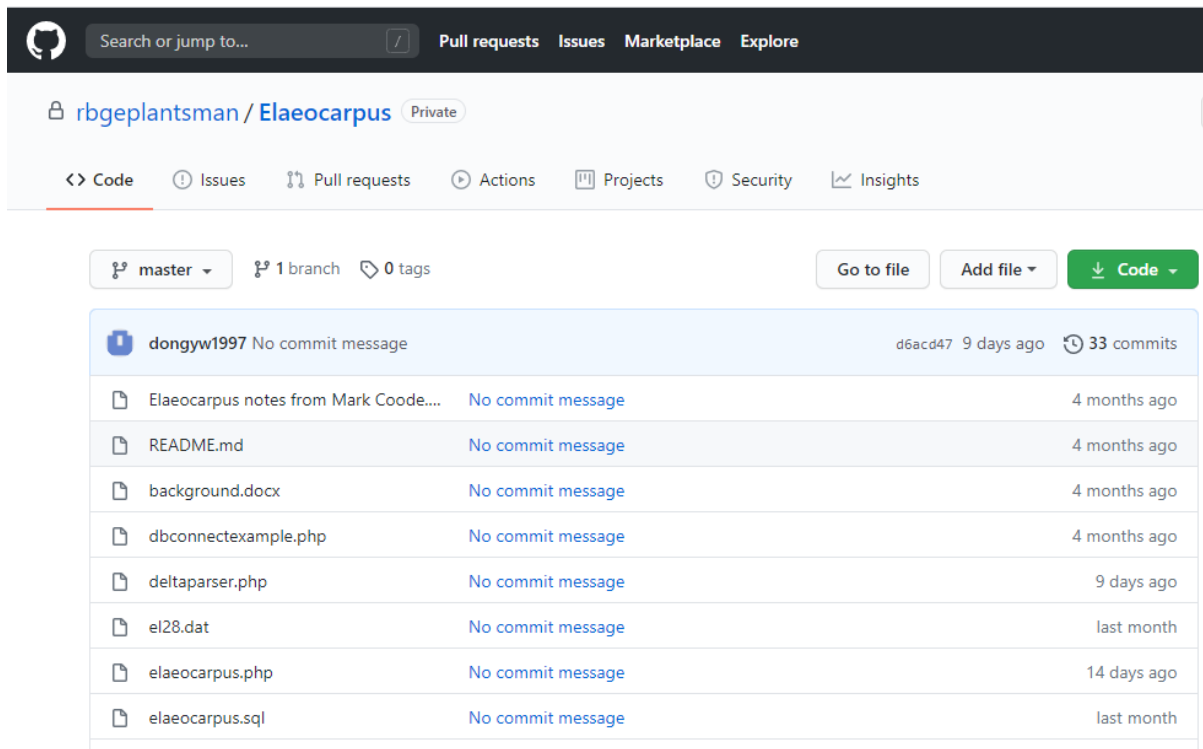 Search or jump to... / Pull requests Issues Marketplace Explore
rbgeplantsman / Elaeocarpus Private
<> Code Issues Pull requests Actions Projects Security Insights
master 1 branch 0 tags Go to file Add file Code
dongyw1997 No commit message d6acd47 9 days ago 33 commits
Elaeocarpus notes from Mark Coode.... No commit message 4 months ago
README.md No commit message 4 months ago
background.docx No commit message 4 months ago
dbconnectexample.php No commit message 4 months ago
deltaparser.php No commit message 9 days ago
el28.dat No commit message last month
elaeocarpus.php No commit message 14 days ago
elaeocarpus.sql No commit message last month